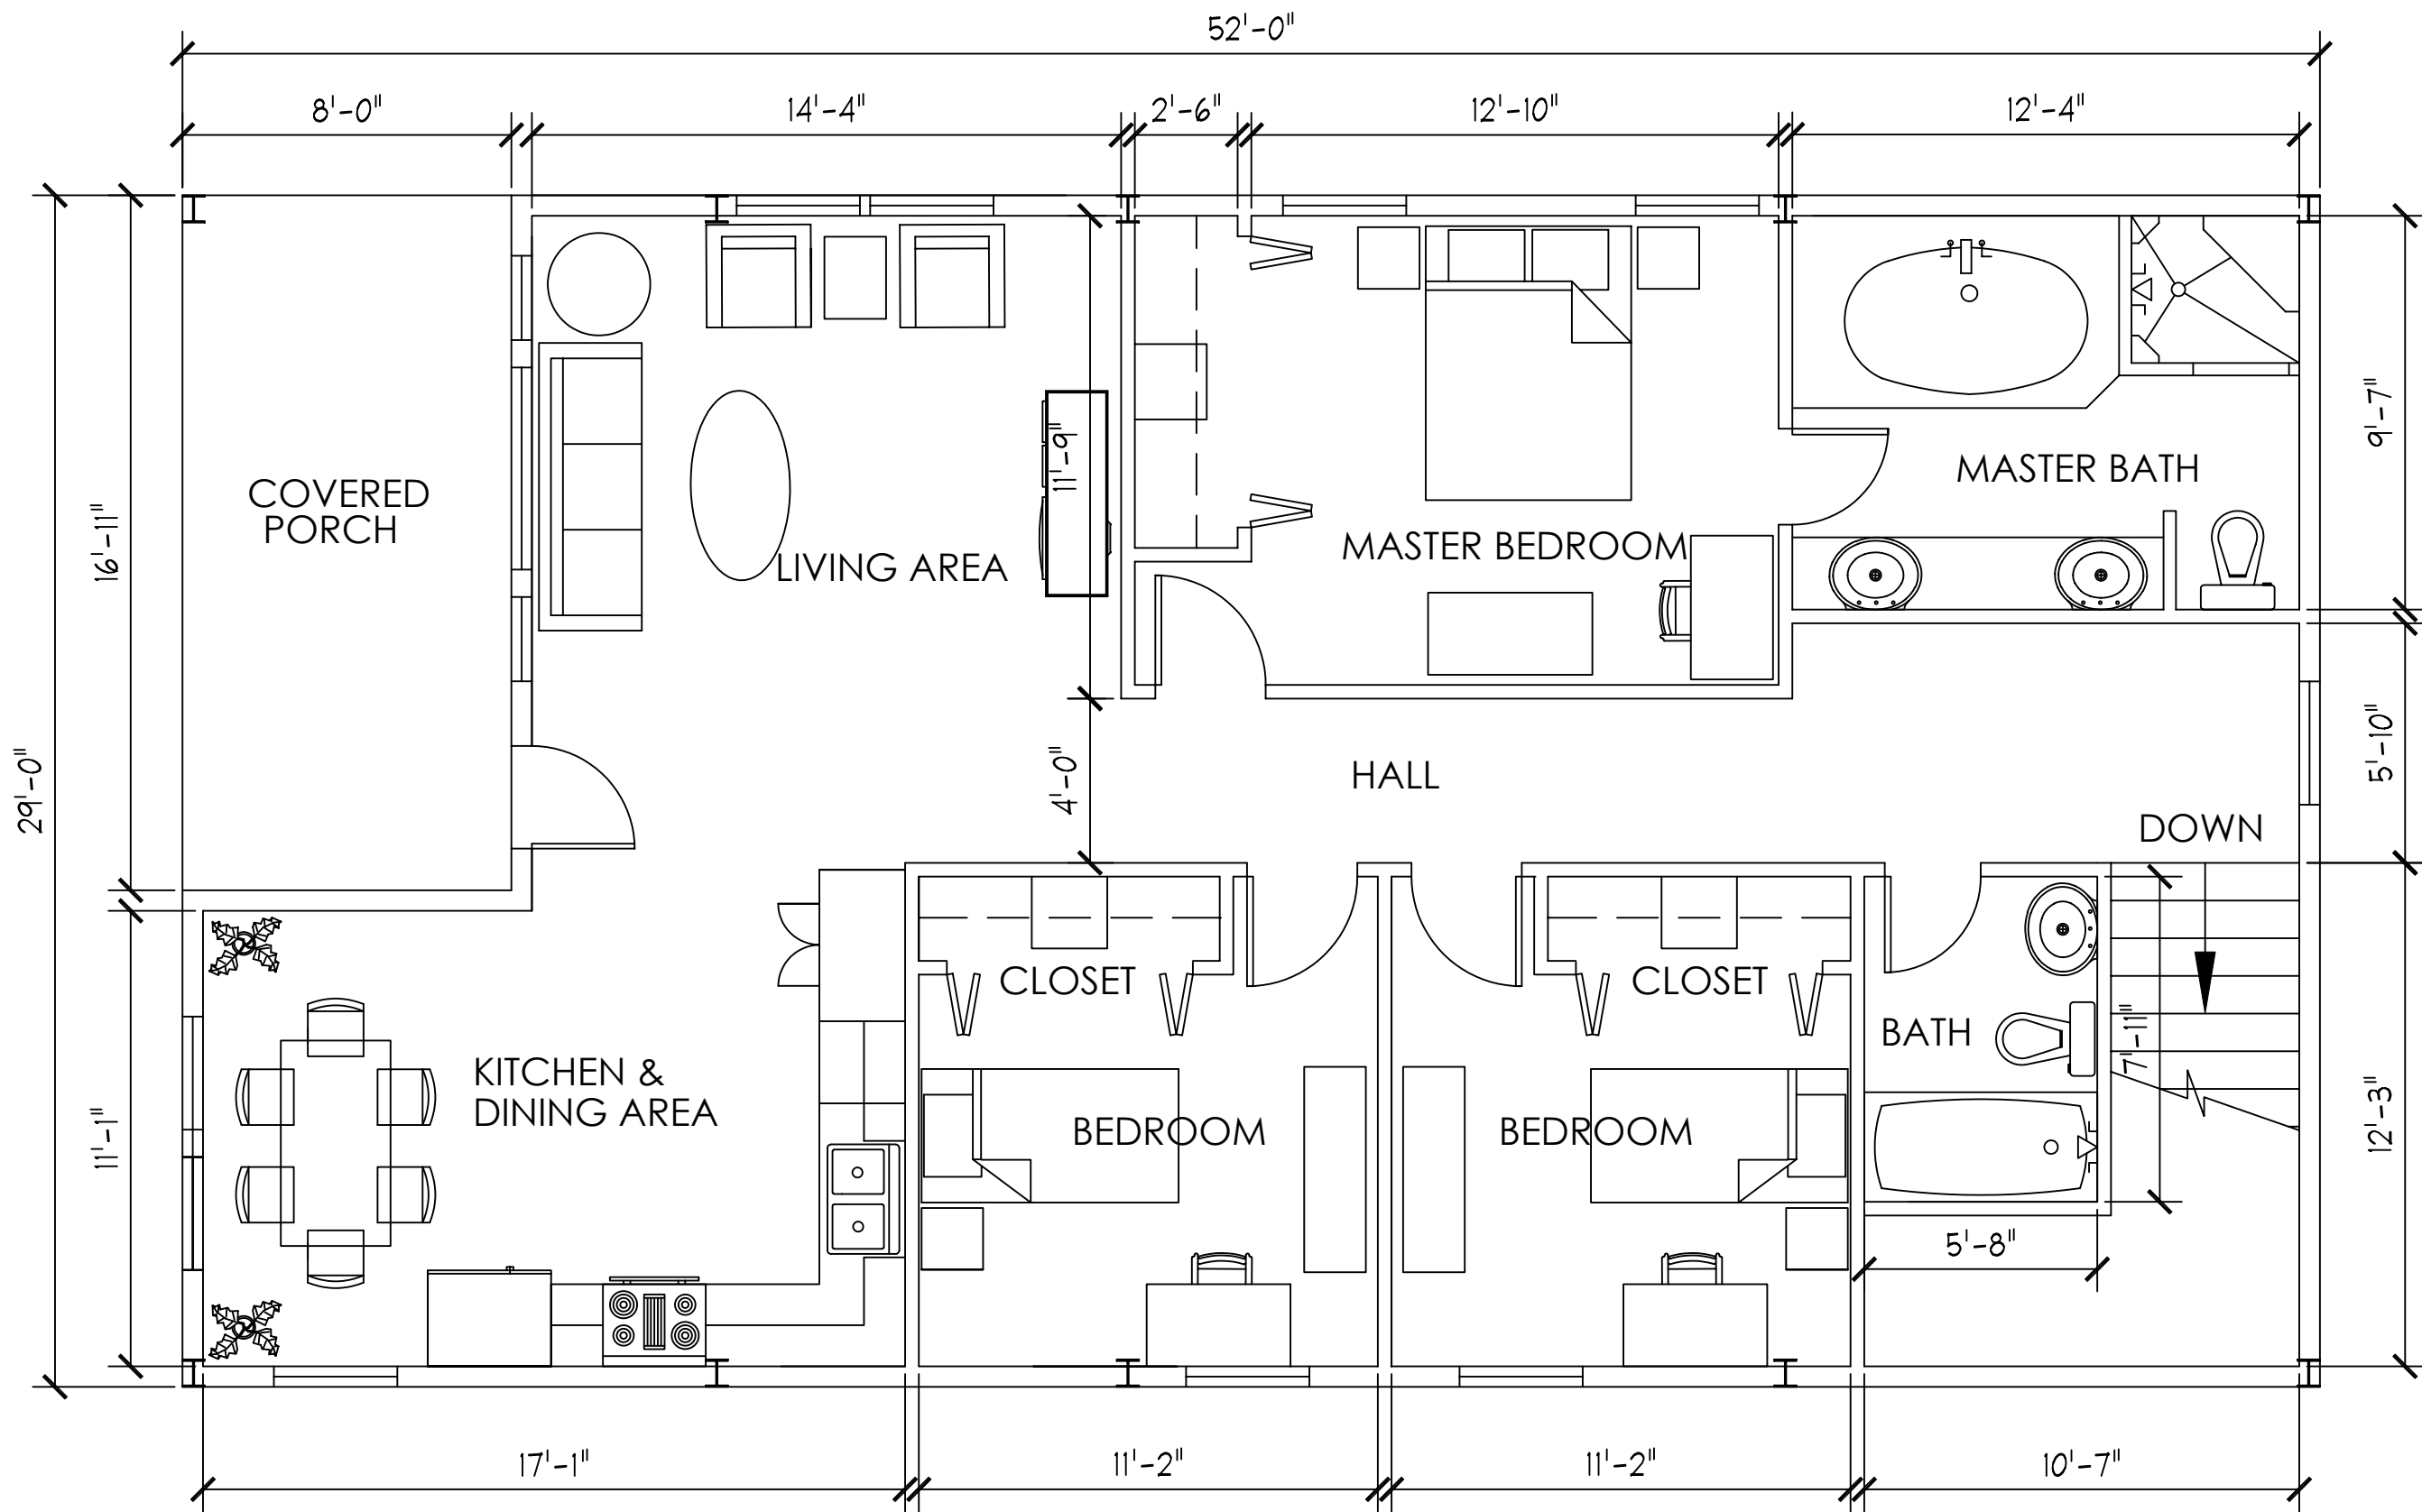 52'-0"
8'-0"
14'-4"
2'-6"
12'-10"
12'-4"
9'-7"
11'-9"
MASTER BATH
COVERED
PORCH
16'-11"
MASTER BEDROOM
LIVING AREA
5'-10"
29'-0"
4'-0"
HALL
DOWN
CLOSET
CLOSET
BATH
7'-11"
KITCHEN &
DINING AREA
11'-1"
BEDROOM
BEDROOM
12'-3"
5'-8"
17'-1"
11'-2"
11'-2"
10'-7"